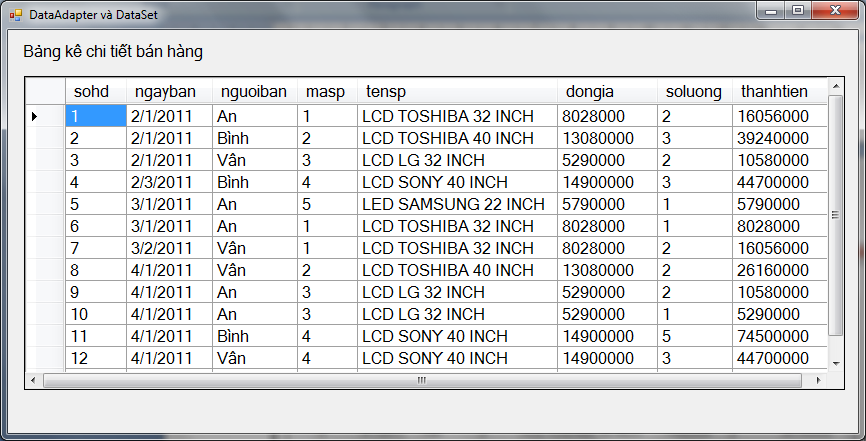 DataAdapter và DataSet
Bảng kê chi tiết bán hàng
sohd ngayban nguoiban masp tensp dongia soluong thanhtien
1 2/1/2011 An 1 LCD TOSHIBA 32 INCH 8028000 2 16056000
2 2/1/2011 Bình 2 LCD TOSHIBA 40 INCH 13080000 3 39240000
3 2/1/2011 Vân 3 LCD LG 32 INCH 5290000 2 10580000
4 2/3/2011 Bình 4 LCD SONY 40 INCH 14900000 3 44700000
5 3/1/2011 An 5 LED SAMSUNG 22 INCH 5790000 1 5790000
6 3/1/2011 An 1 LCD TOSHIBA 32 INCH 8028000 1 8028000
7 3/2/2011 Vân 1 LCD TOSHIBA 32 INCH 8028000 2 16056000
8 4/1/2011 Vân 2 LCD TOSHIBA 40 INCH 13080000 2 26160000
9 4/1/2011 An 3 LCD LG 32 INCH 5290000 2 10580000
10 4/1/2011 An 3 LCD LG 32 INCH 5290000 1 5290000
11 4/1/2011 Bình 4 LCD SONY 40 INCH 14900000 5 74500000
12 4/1/2011 Vân 4 LCD SONY 40 INCH 14900000 3 44700000